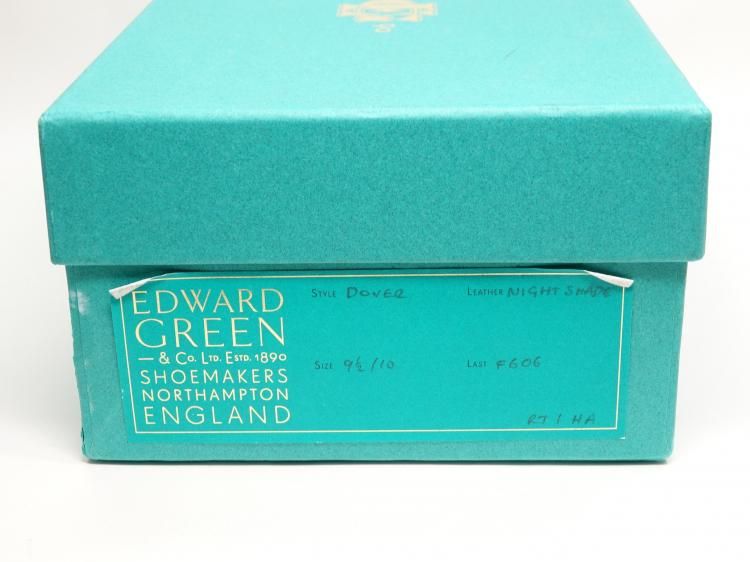 EDWARD
GREEN
& Co. LTD. ESTD. 1890
SHOEMAKERS
NORTHAMPTON
ENGLAND
STYLE DOVER
LEATHER NIGHT SHADE
SIZE 9½/10
LAST F606
RT 1 HA